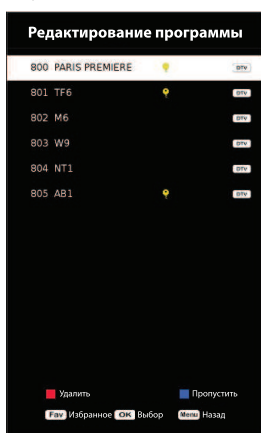 Редактирование программы
800 PARIS PREMIERE DTV
801 TF6 DTV
802 M6 DTV
803 W9 DTV
804 NT1 DTV
805 AB1 DTV
Удалить Пропустить
Fav Избранное OK Выбор Menu Назад